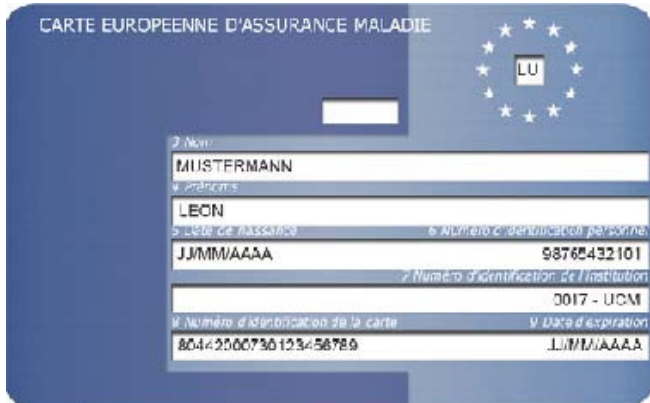 CARTE EUROPEENNE D'ASSURANCE MALADIE
LU
3 Nom
MUSTERMANN
4 Prénoms
LEON
5 Date de naissance 6 Numéro d'identification personnel
JJ/MM/AAAA 98765432101
7 Numéro d'identification de l'institution
0017 - UCM
8 Numéro d'identification de la carte 9 Date d'expiration
80442000730123456789 JJ/MM/AAAA